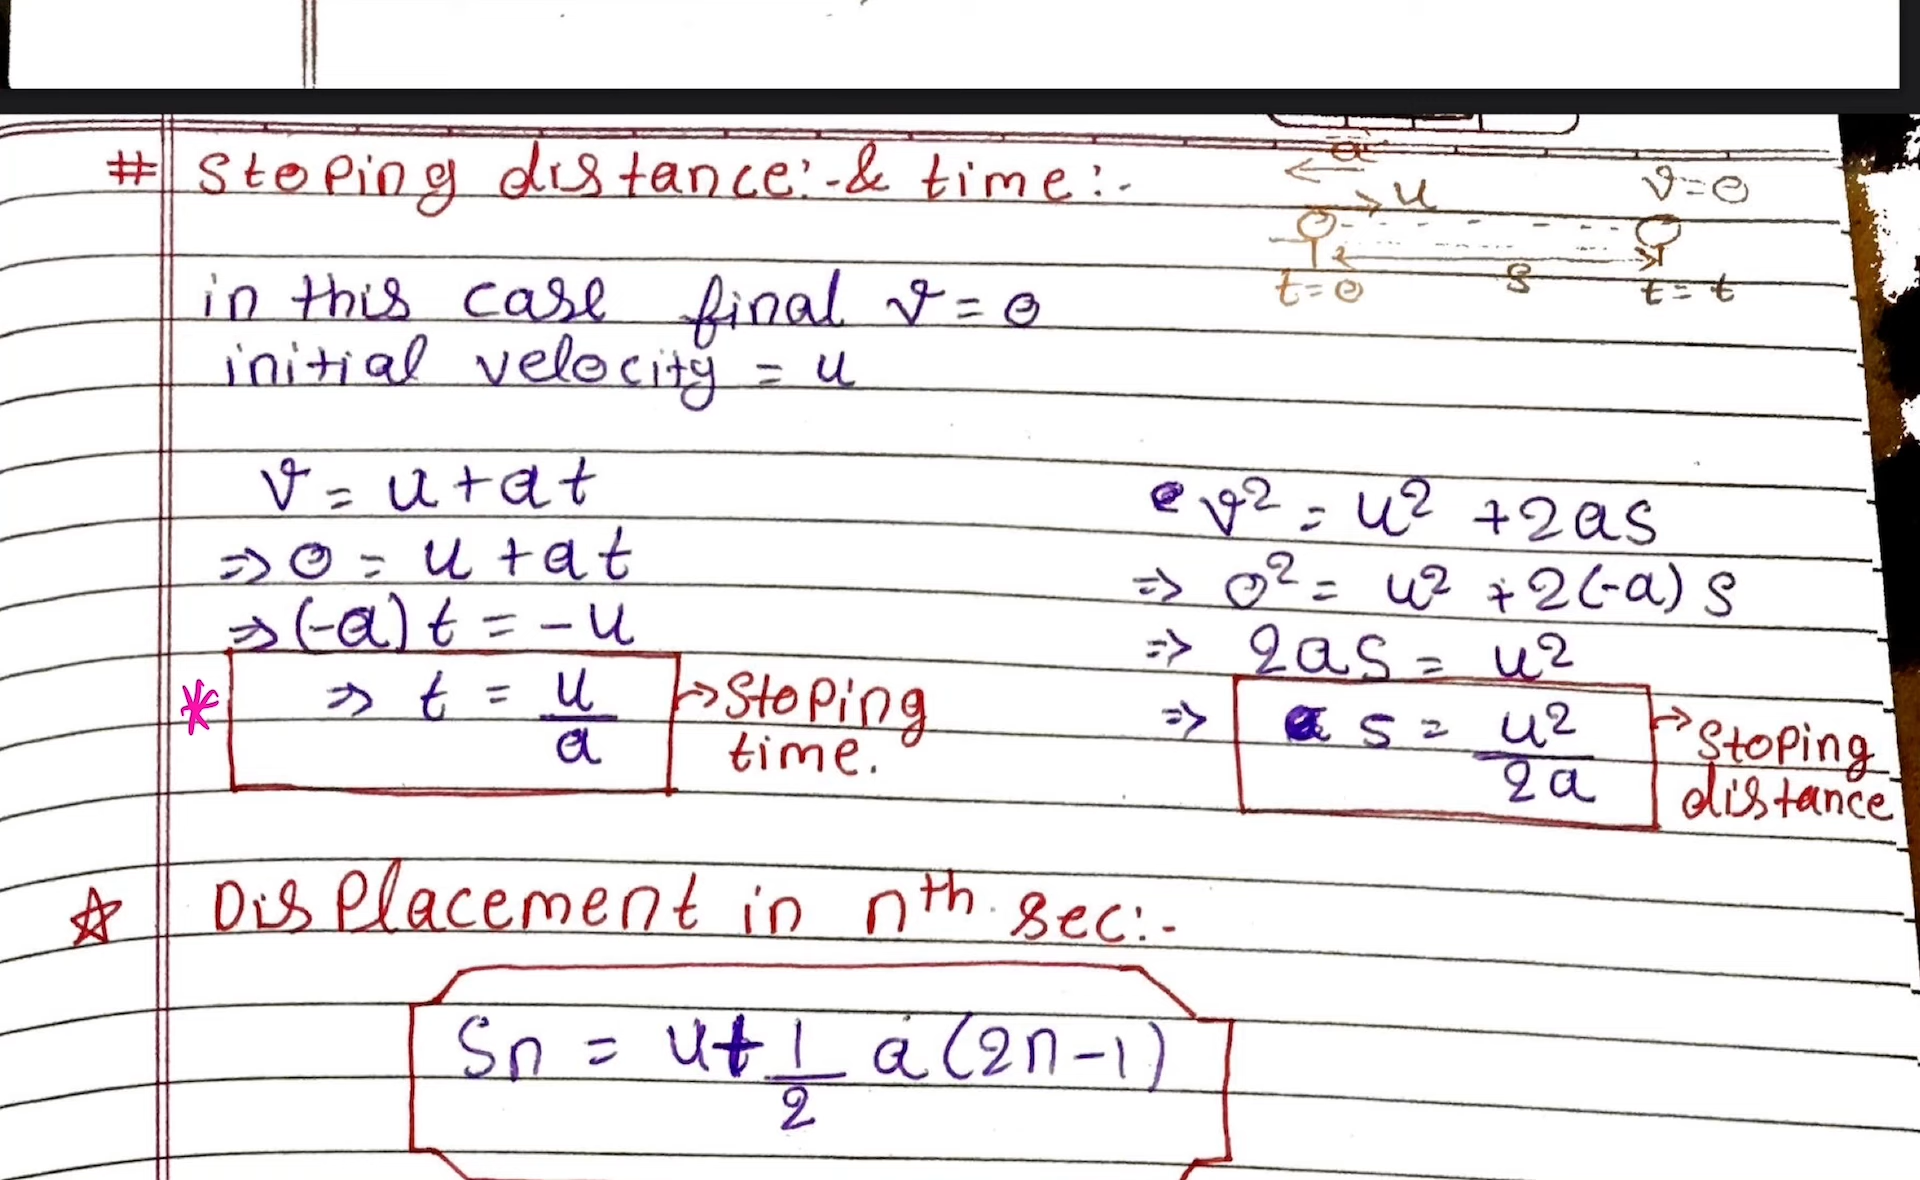 # Stoping distance:-& time:-
a
u
v=0
s
t=0
t=t
in this case final v=0
initial velocity = u
v = u+at
=> 0 = u +at
=> (-a) t = -u
* => t = u/a → Stoping time.
v² = u² +2as
=> 0² = u² +2(-a) s
=> 2as = u²
=> s = u²/2a → Stoping distance
☆ Displacement in nth sec:-
Sn = u+1/2 a(2n-1)